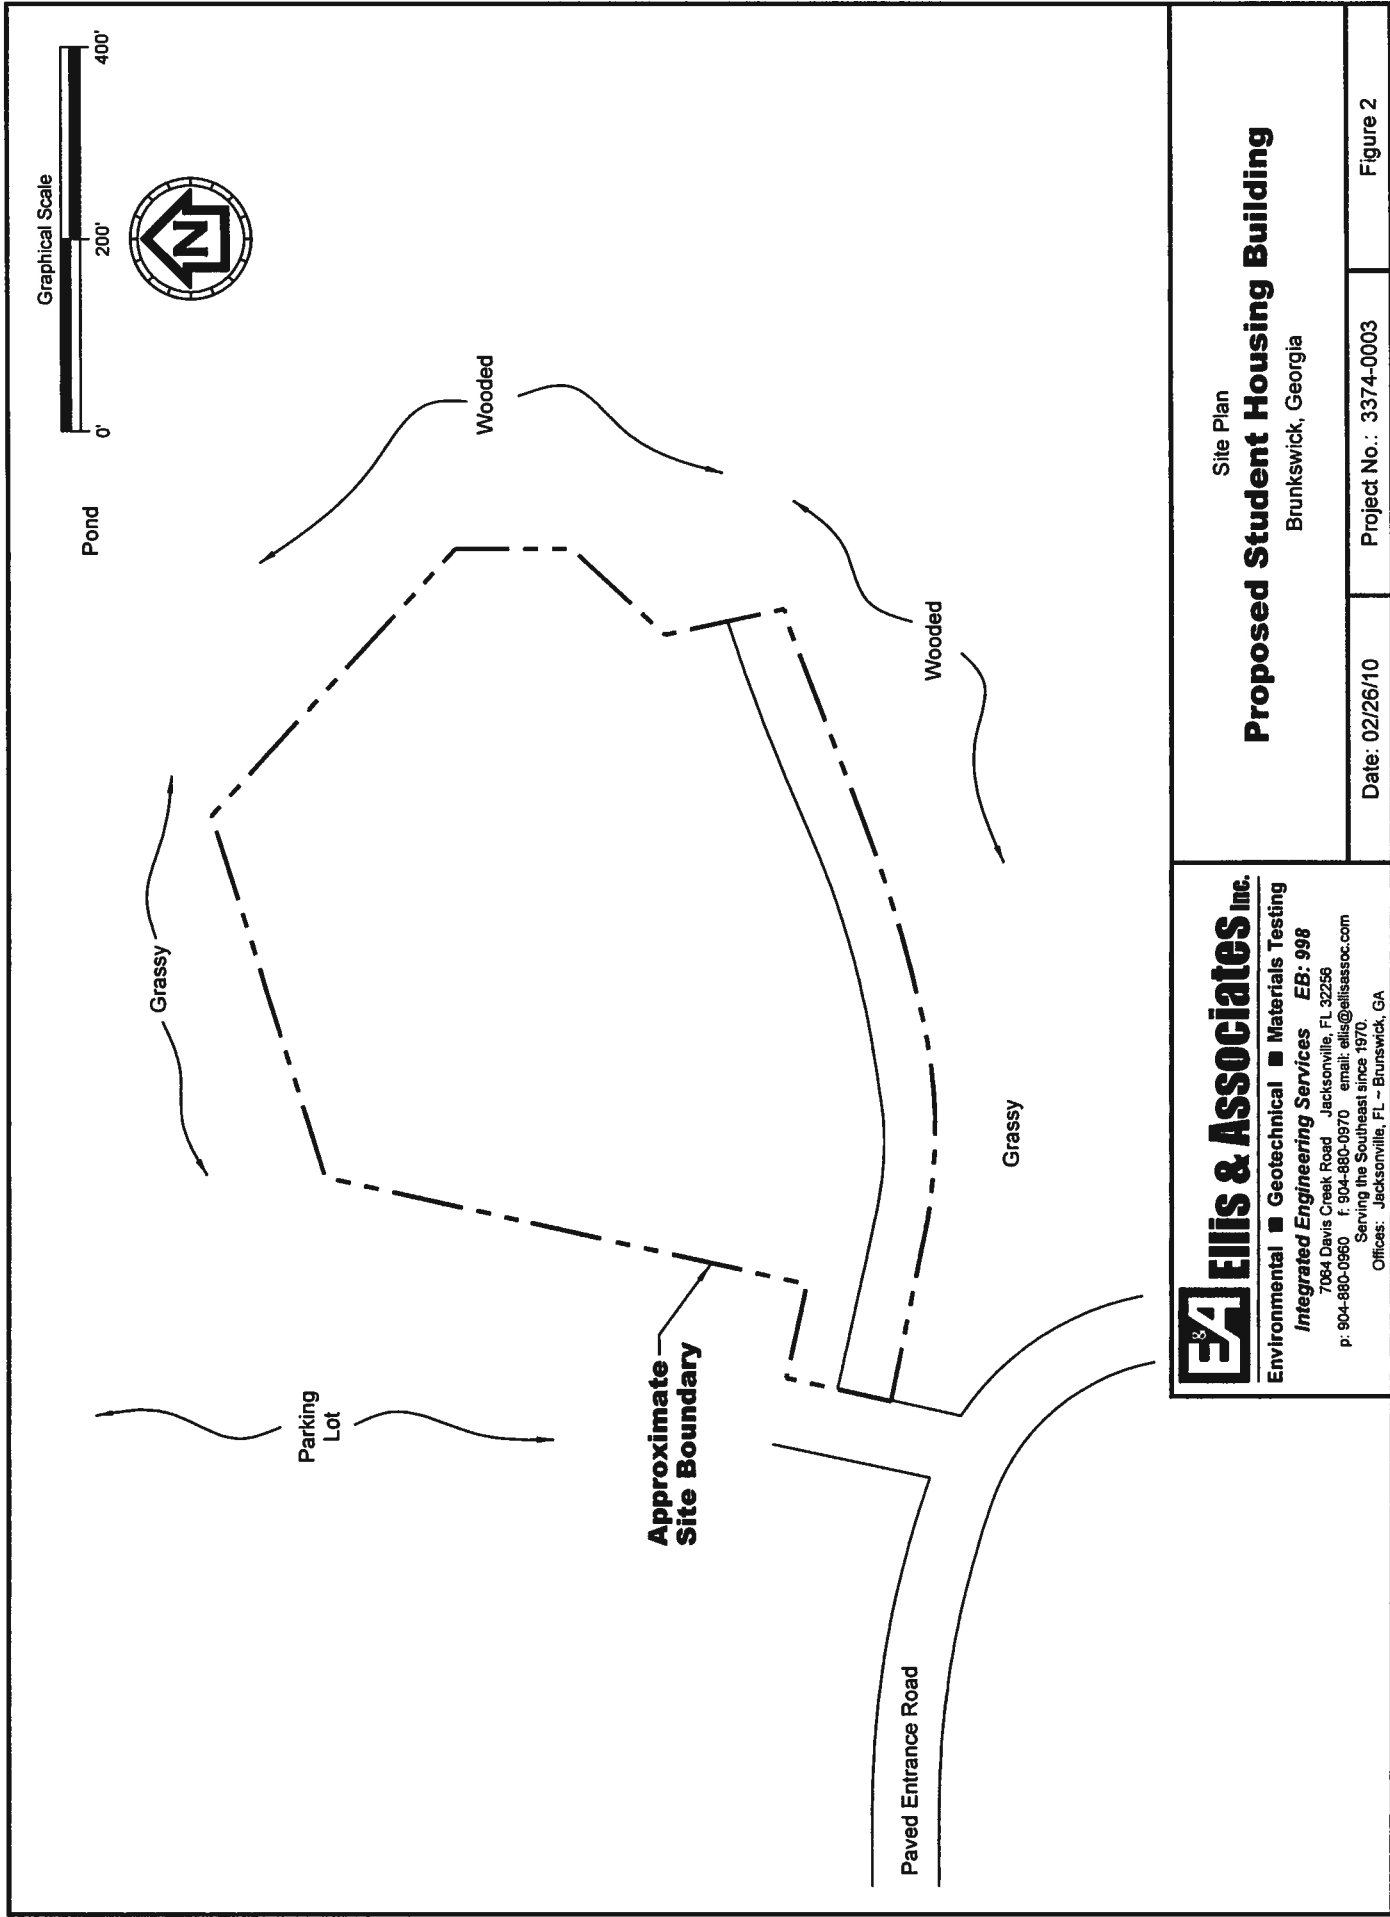 Graphical Scale
0' 200' 400'
N
Pond
Wooded
Wooded
Grassy
Grassy
Parking
Lot
Approximate
Site Boundary
Paved Entrance Road
E&A Ellis & Associates Inc.
Environmental ■ Geotechnical ■ Materials Testing
Integrated Engineering Services EB: 998
7064 Davis Creek Road Jacksonville, FL 32256
p: 904-880-0960 f: 904-880-0970 email: ellis@ellisassoc.com
Serving the Southeast since 1970.
Offices: Jacksonville, FL ~ Brunswick, GA
Site Plan
Proposed Student Housing Building
Brunkswick, Georgia
Date: 02/26/10
Project No.: 3374-0003
Figure 2